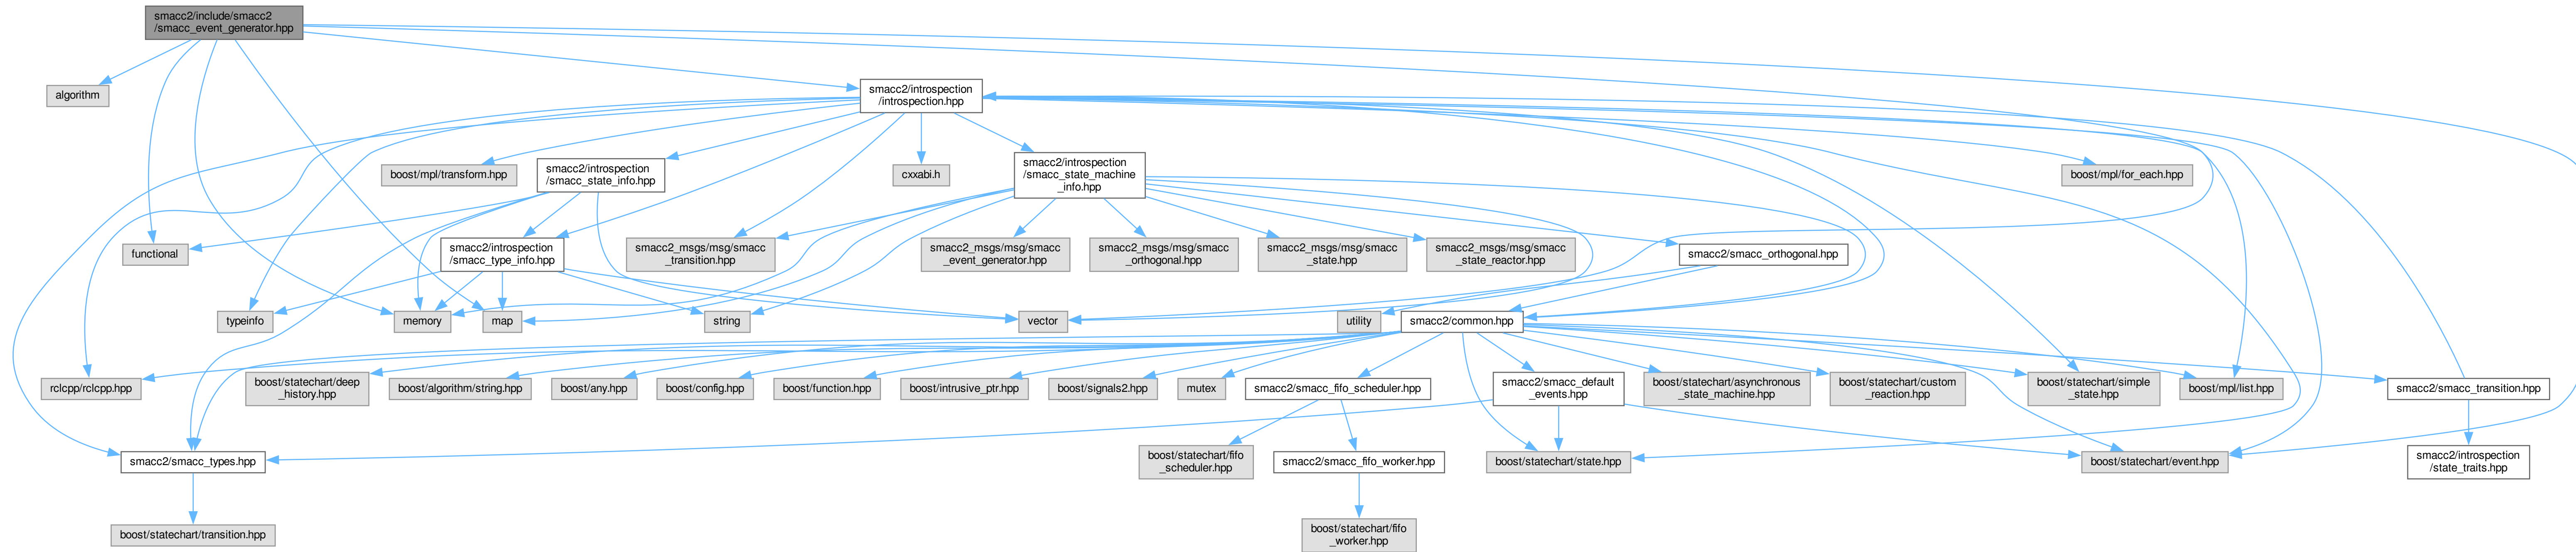 smacc2/include/smacc2
/smacc_event_generator.hpp
algorithm
smacc2/introspection
/introspection.hpp
boost/mpl/transform.hpp
smacc2/introspection
/smacc_state_info.hpp
cxxabi.h
smacc2/introspection
/smacc_state_machine
_info.hpp
boost/mpl/for_each.hpp
functional
smacc2/introspection
/smacc_type_info.hpp
smacc2_msgs/msg/smacc
_transition.hpp
smacc2_msgs/msg/smacc
_event_generator.hpp
smacc2_msgs/msg/smacc
_orthogonal.hpp
smacc2_msgs/msg/smacc
_state.hpp
smacc2_msgs/msg/smacc
_state_reactor.hpp
smacc2/smacc_orthogonal.hpp
typeinfo
memory
map
string
vector
utility
smacc2/common.hpp
rclcpp/rclcpp.hpp
boost/statechart/deep
_history.hpp
boost/algorithm/string.hpp
boost/any.hpp
boost/config.hpp
boost/function.hpp
boost/intrusive_ptr.hpp
boost/signals2.hpp
mutex
smacc2/smacc_fifo_scheduler.hpp
smacc2/smacc_default
_events.hpp
boost/statechart/asynchronous
_state_machine.hpp
boost/statechart/custom
_reaction.hpp
boost/statechart/simple
_state.hpp
boost/mpl/list.hpp
smacc2/smacc_transition.hpp
smacc2/smacc_types.hpp
boost/statechart/fifo
_scheduler.hpp
smacc2/smacc_fifo_worker.hpp
boost/statechart/state.hpp
boost/statechart/event.hpp
smacc2/introspection
/state_traits.hpp
boost/statechart/transition.hpp
boost/statechart/fifo
_worker.hpp